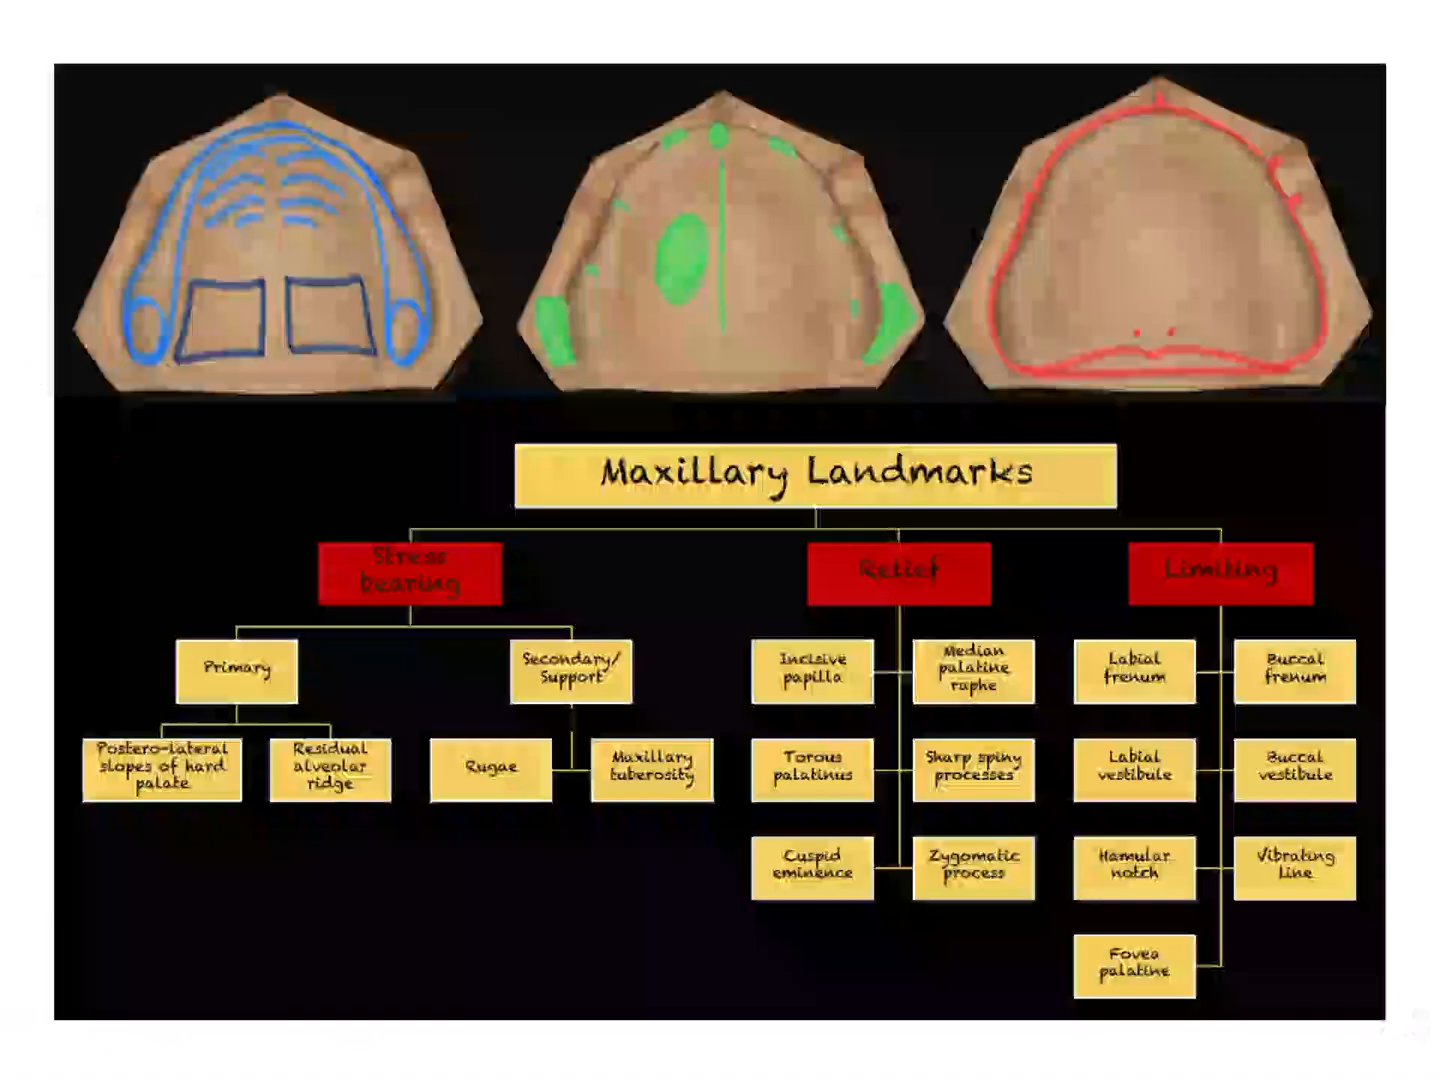 Maxillary Landmarks
Stress
bearing
Relief
Limiting
Primary
Secondary/
Support
Postero-lateral
slopes of hard
palate
Residual
alveolar
ridge
Rugae
Maxillary
tuberosity
Incisive
papilla
Median
palatine
raphe
Torous
palatinus
Sharp spiny
processes
Cuspid
eminence
Zygomatic
process
Labial
frenum
Buccal
frenum
Labial
vestibule
Buccal
vestibule
Hamular
notch
Vibrating
line
Fovea
palatine